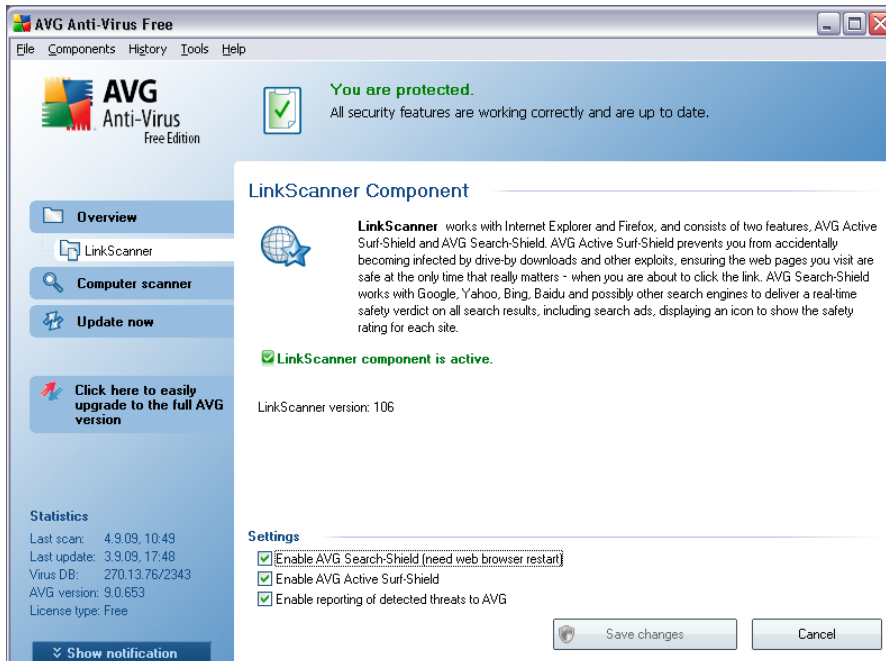 AVG Anti-Virus Free
File Components History Tools Help
AVG
Anti-Virus
Free Edition
You are protected.
All security features are working correctly and are up to date.
Overview
LinkScanner
Computer scanner
Update now
Click here to easily
upgrade to the full AVG
version
Statistics
Last scan: 4.9.09, 10:49
Last update: 3.9.09, 17:48
Virus DB: 270.13.76/2343
AVG version: 9.0.653
License type: Free
Show notification
LinkScanner Component
LinkScanner works with Internet Explorer and Firefox, and consists of two features, AVG Active
Surf-Shield and AVG Search-Shield. AVG Active Surf-Shield prevents you from accidentally
becoming infected by drive-by downloads and other exploits, ensuring the web pages you visit are
safe at the only time that really matters - when you are about to click the link. AVG Search-Shield
works with Google, Yahoo, Bing, Baidu and possibly other search engines to deliver a real-time
safety verdict on all search results, including search ads, displaying an icon to show the safety
rating for each site.
LinkScanner component is active.
LinkScanner version: 106
Settings
Enable AVG Search-Shield (need web browser restart)
Enable AVG Active Surf-Shield
Enable reporting of detected threats to AVG
Save changes
Cancel